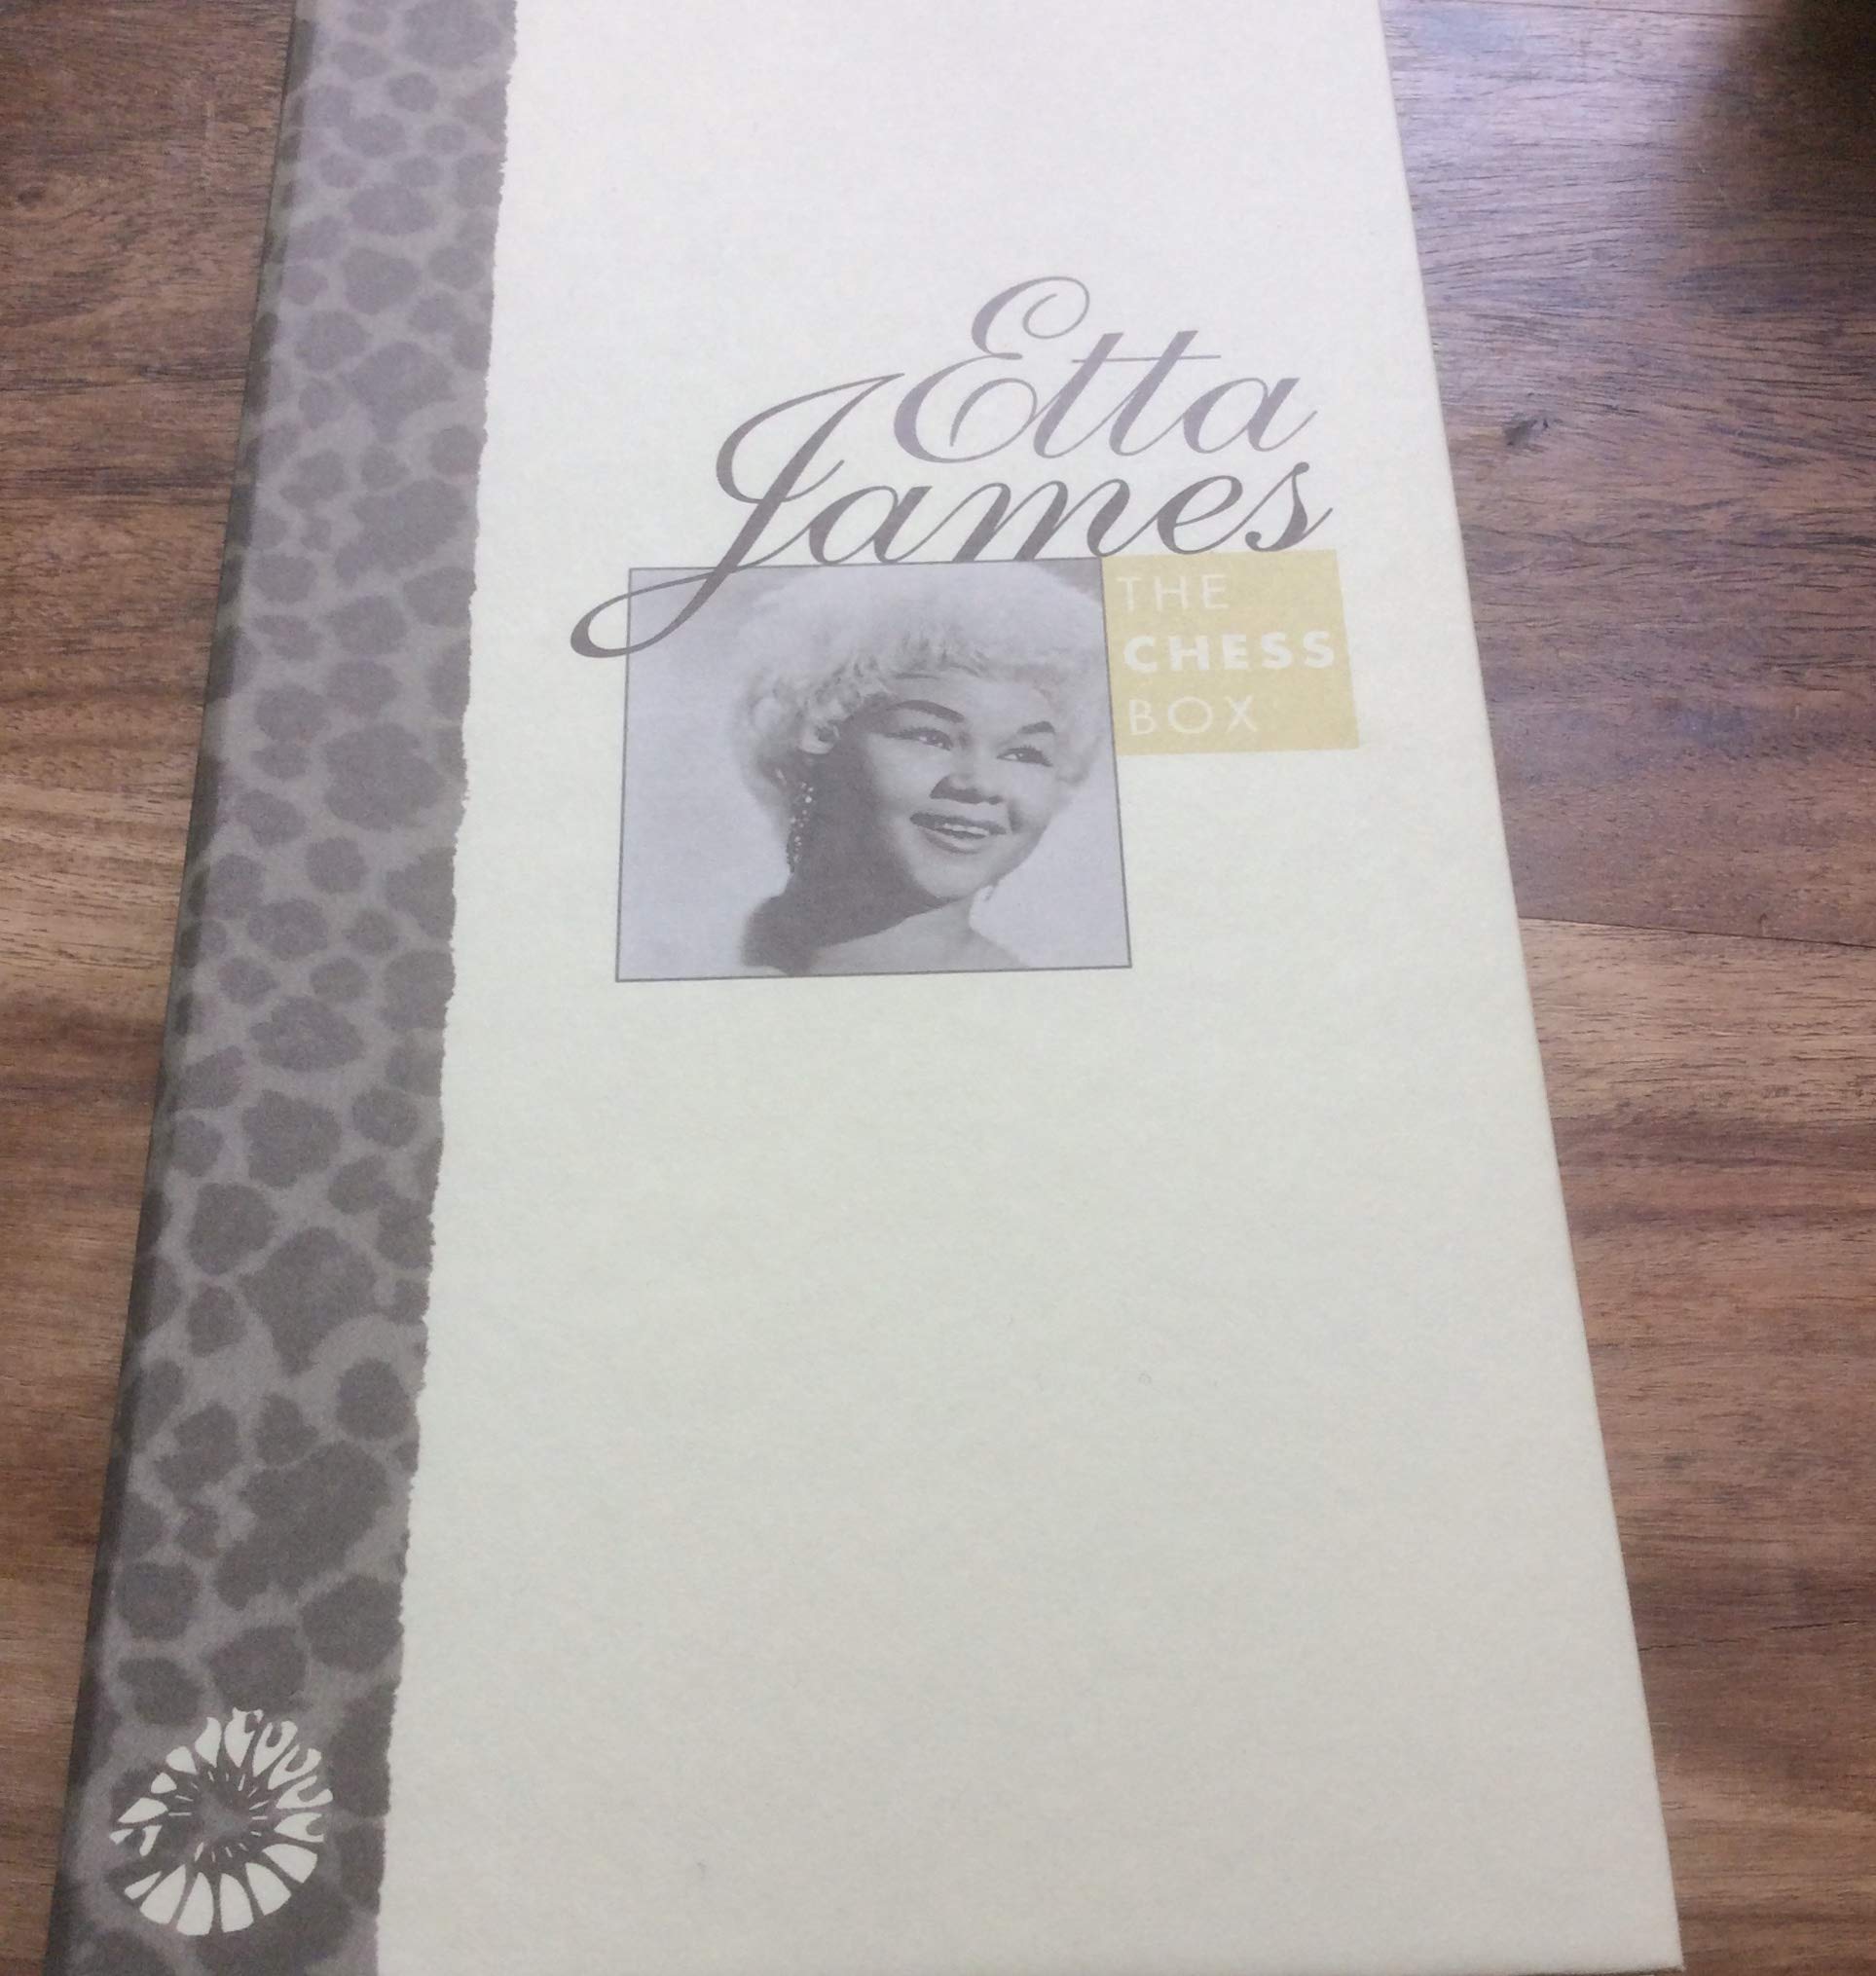 Etta
James
THE
CHESS
BOX